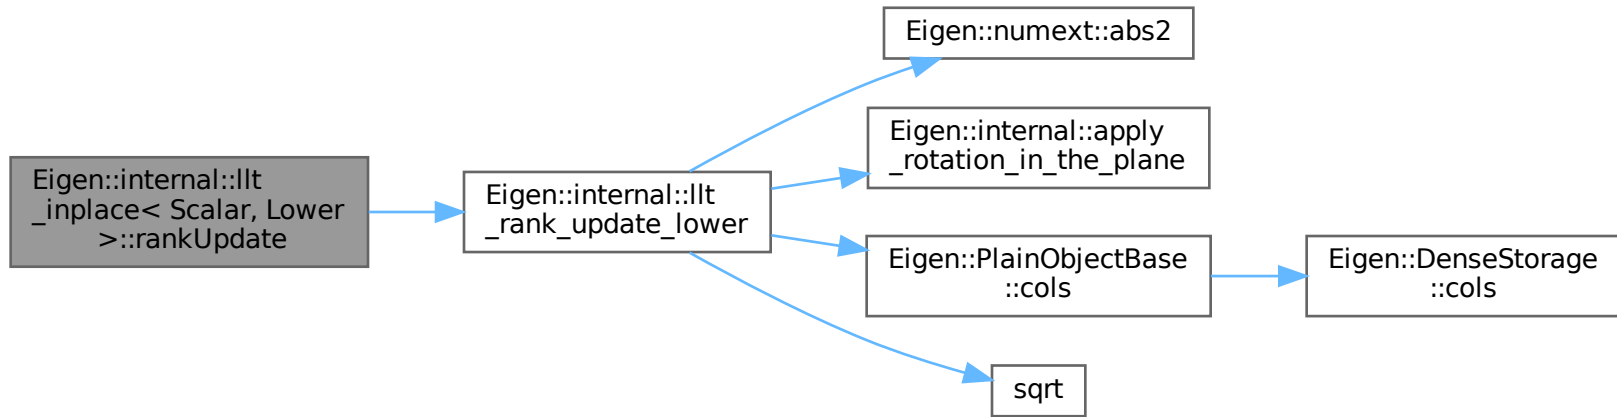 Eigen::internal::llt
_inplace< Scalar, Lower
>::rankUpdate
Eigen::internal::llt
_rank_update_lower
Eigen::numext::abs2
Eigen::internal::apply
_rotation_in_the_plane
Eigen::PlainObjectBase
::cols
Eigen::DenseStorage
::cols
sqrt